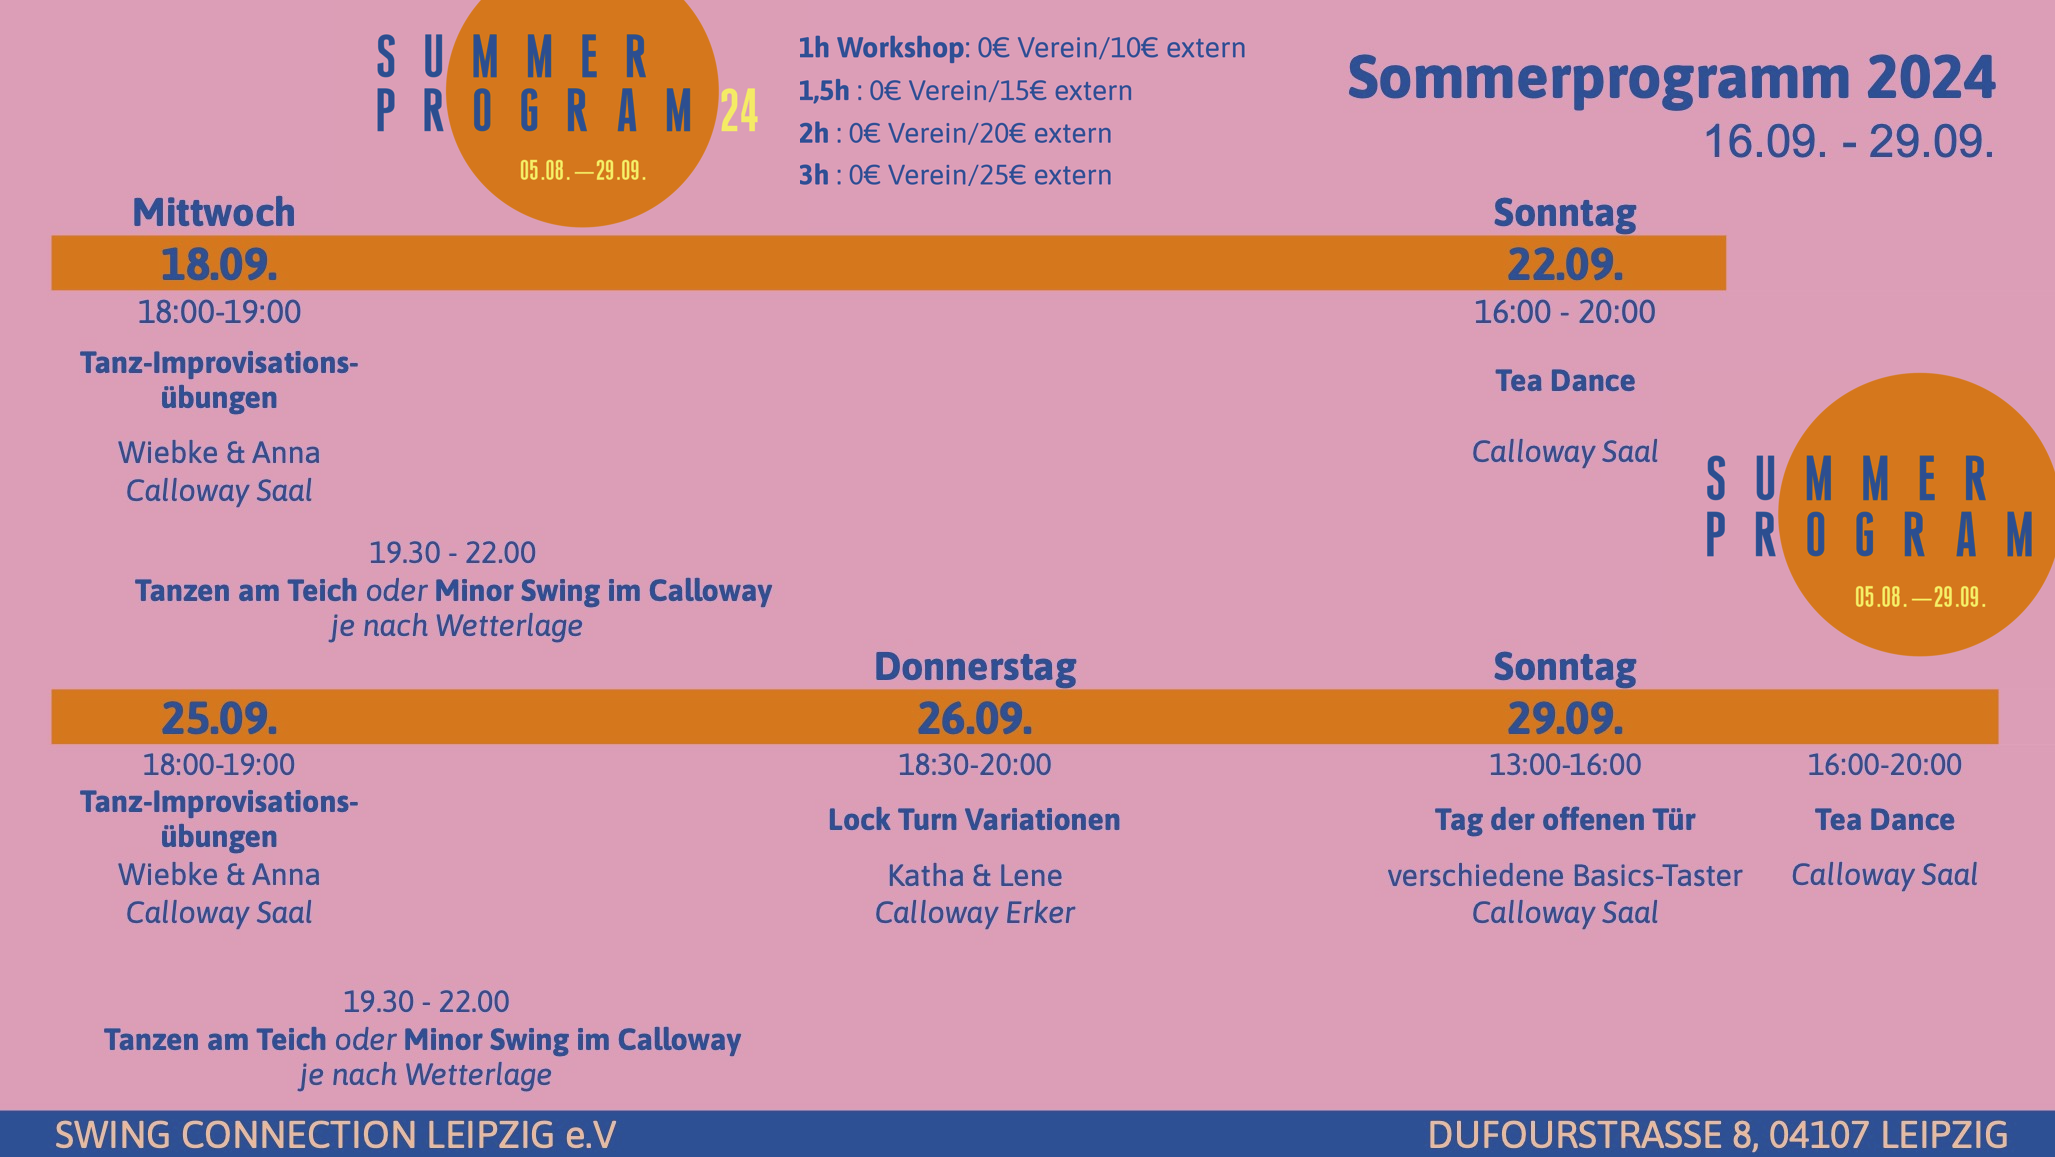 SUMMER
PROGRAM 24
05.08.—29.09.
1h Workshop: 0€ Verein/10€ extern
1,5h : 0€ Verein/15€ extern
2h : 0€ Verein/20€ extern
3h : 0€ Verein/25€ extern
Sommerprogramm 2024
16.09. - 29.09.
Mittwoch
18.09.
18:00-19:00
Tanz-Improvisations-
übungen
Wiebke & Anna
Calloway Saal
19.30 - 22.00
Tanzen am Teich oder Minor Swing im Calloway
je nach Wetterlage
Sonntag
22.09.
16:00 - 20:00
Tea Dance
Calloway Saal
SUMMER
PROGRAM
05.08.—29.09.
25.09.
18:00-19:00
Tanz-Improvisations-
übungen
Wiebke & Anna
Calloway Saal
19.30 - 22.00
Tanzen am Teich oder Minor Swing im Calloway
je nach Wetterlage
Donnerstag
26.09.
18:30-20:00
Lock Turn Variationen
Katha & Lene
Calloway Erker
Sonntag
29.09.
13:00-16:00
Tag der offenen Tür
verschiedene Basics-Taster
Calloway Saal
16:00-20:00
Tea Dance
Calloway Saal
SWING CONNECTION LEIPZIG e.V
DUFOURSTRASSE 8, 04107 LEIPZIG